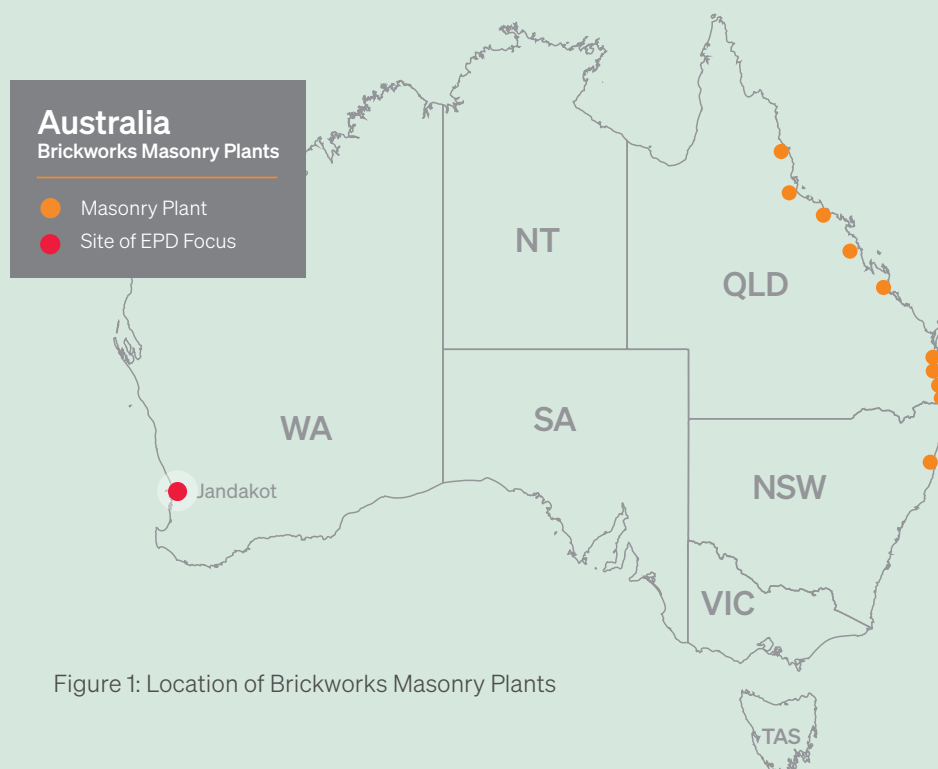 Australia
Brickworks Masonry Plants
Masonry Plant
Site of EPD Focus
NT
QLD
WA
SA
Jandakot
NSW
VIC
Figure 1: Location of Brickworks Masonry Plants
TAS